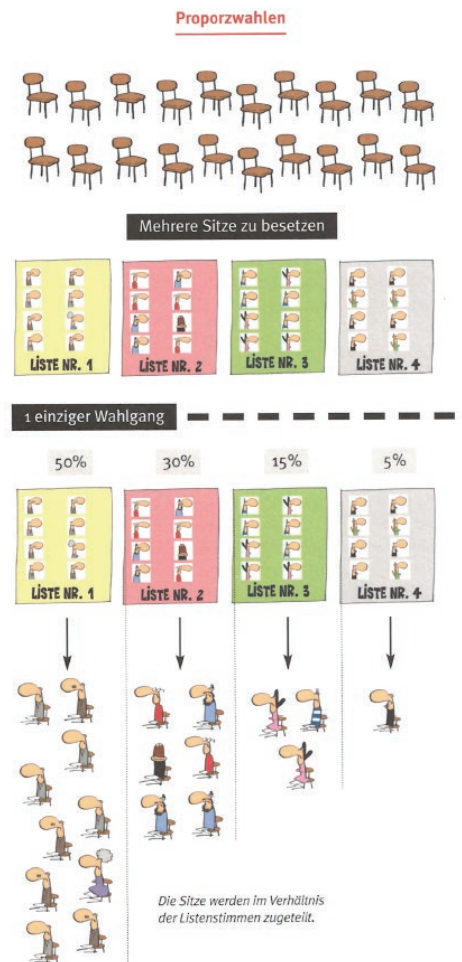 Proporzwahlen
Mehrere Sitze zu besetzen
LiSTE NR. 1
LiSTE NR. 2
LiSTE NR. 3
LiSTE NR. 4
1 einziger Wahlgang
50%
30%
15%
5%
LiSTE NR. 1
LiSTE NR. 2
LiSTE NR. 3
LiSTE NR. 4
Die Sitze werden im Verhältnis
der Listenstimmen zugeteilt.